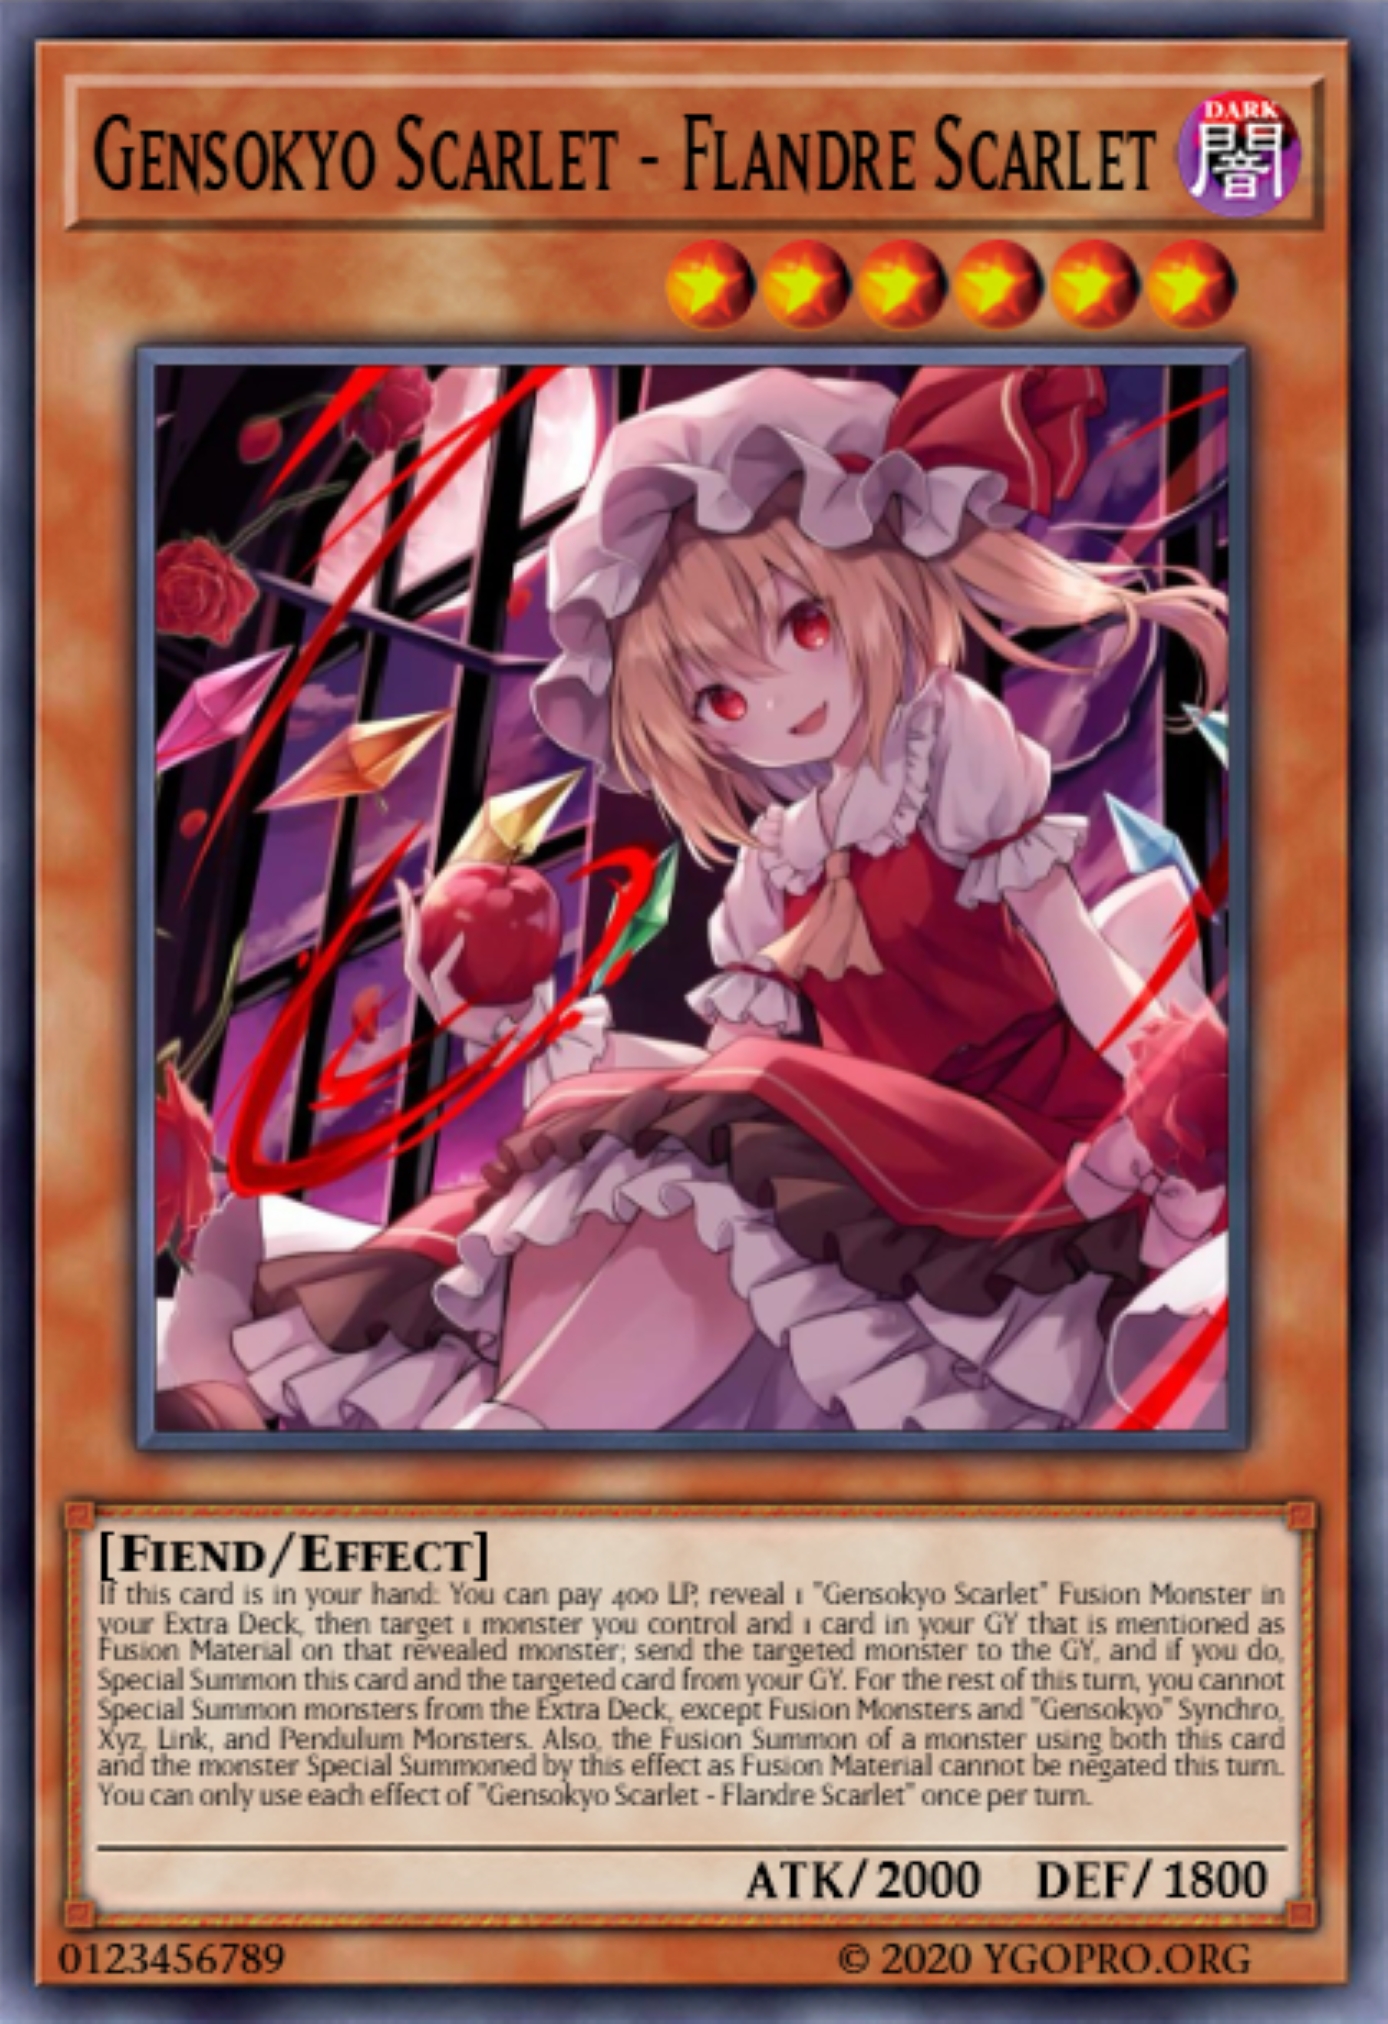 Gensokyo Scarlet - Flandre Scarlet
DARK
闇
[Fiend/Effect]
If this card is in your hand: You can pay 400 LP, reveal 1 "Gensokyo Scarlet" Fusion Monster in
your Extra Deck, then target 1 monster you control and 1 card in your GY that is mentioned as
Fusion Material on that revealed monster; send the targeted monster to the GY, and if you do,
Special Summon this card and the targeted card from your GY. For the rest of this turn, you cannot
Special Summon monsters from the Extra Deck, except Fusion Monsters and "Gensokyo" Synchro,
Xyz, Link, and Pendulum Monsters. Also, the Fusion Summon of a monster using both this card
and the monster Special Summoned by this effect as Fusion Material cannot be negated this turn.
You can only use each effect of "Gensokyo Scarlet - Flandre Scarlet" once per turn.
ATK/2000 DEF/1800
0123456789
© 2020 YGOPRO.ORG